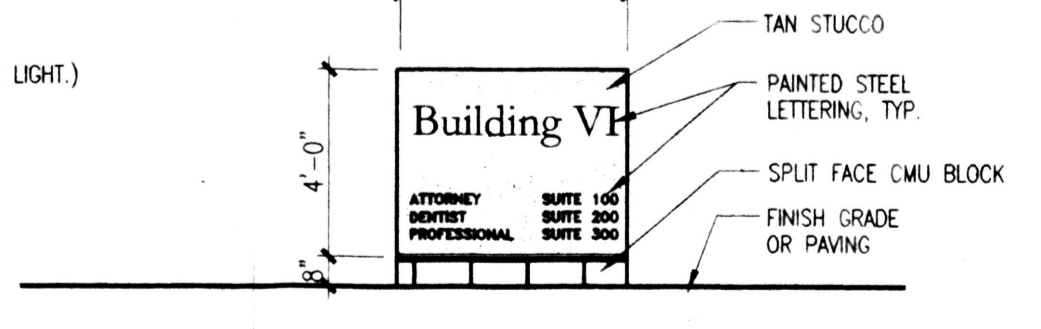 LIGHT.)
TAN STUCCO
PAINTED STEEL
LETTERING, TYP.
SPLIT FACE CMU BLOCK
FINISH GRADE
OR PAVING
4'-0"
8"
Building VI
ATTORNEY SUITE 100
DENTIST SUITE 200
PROFESSIONAL SUITE 300